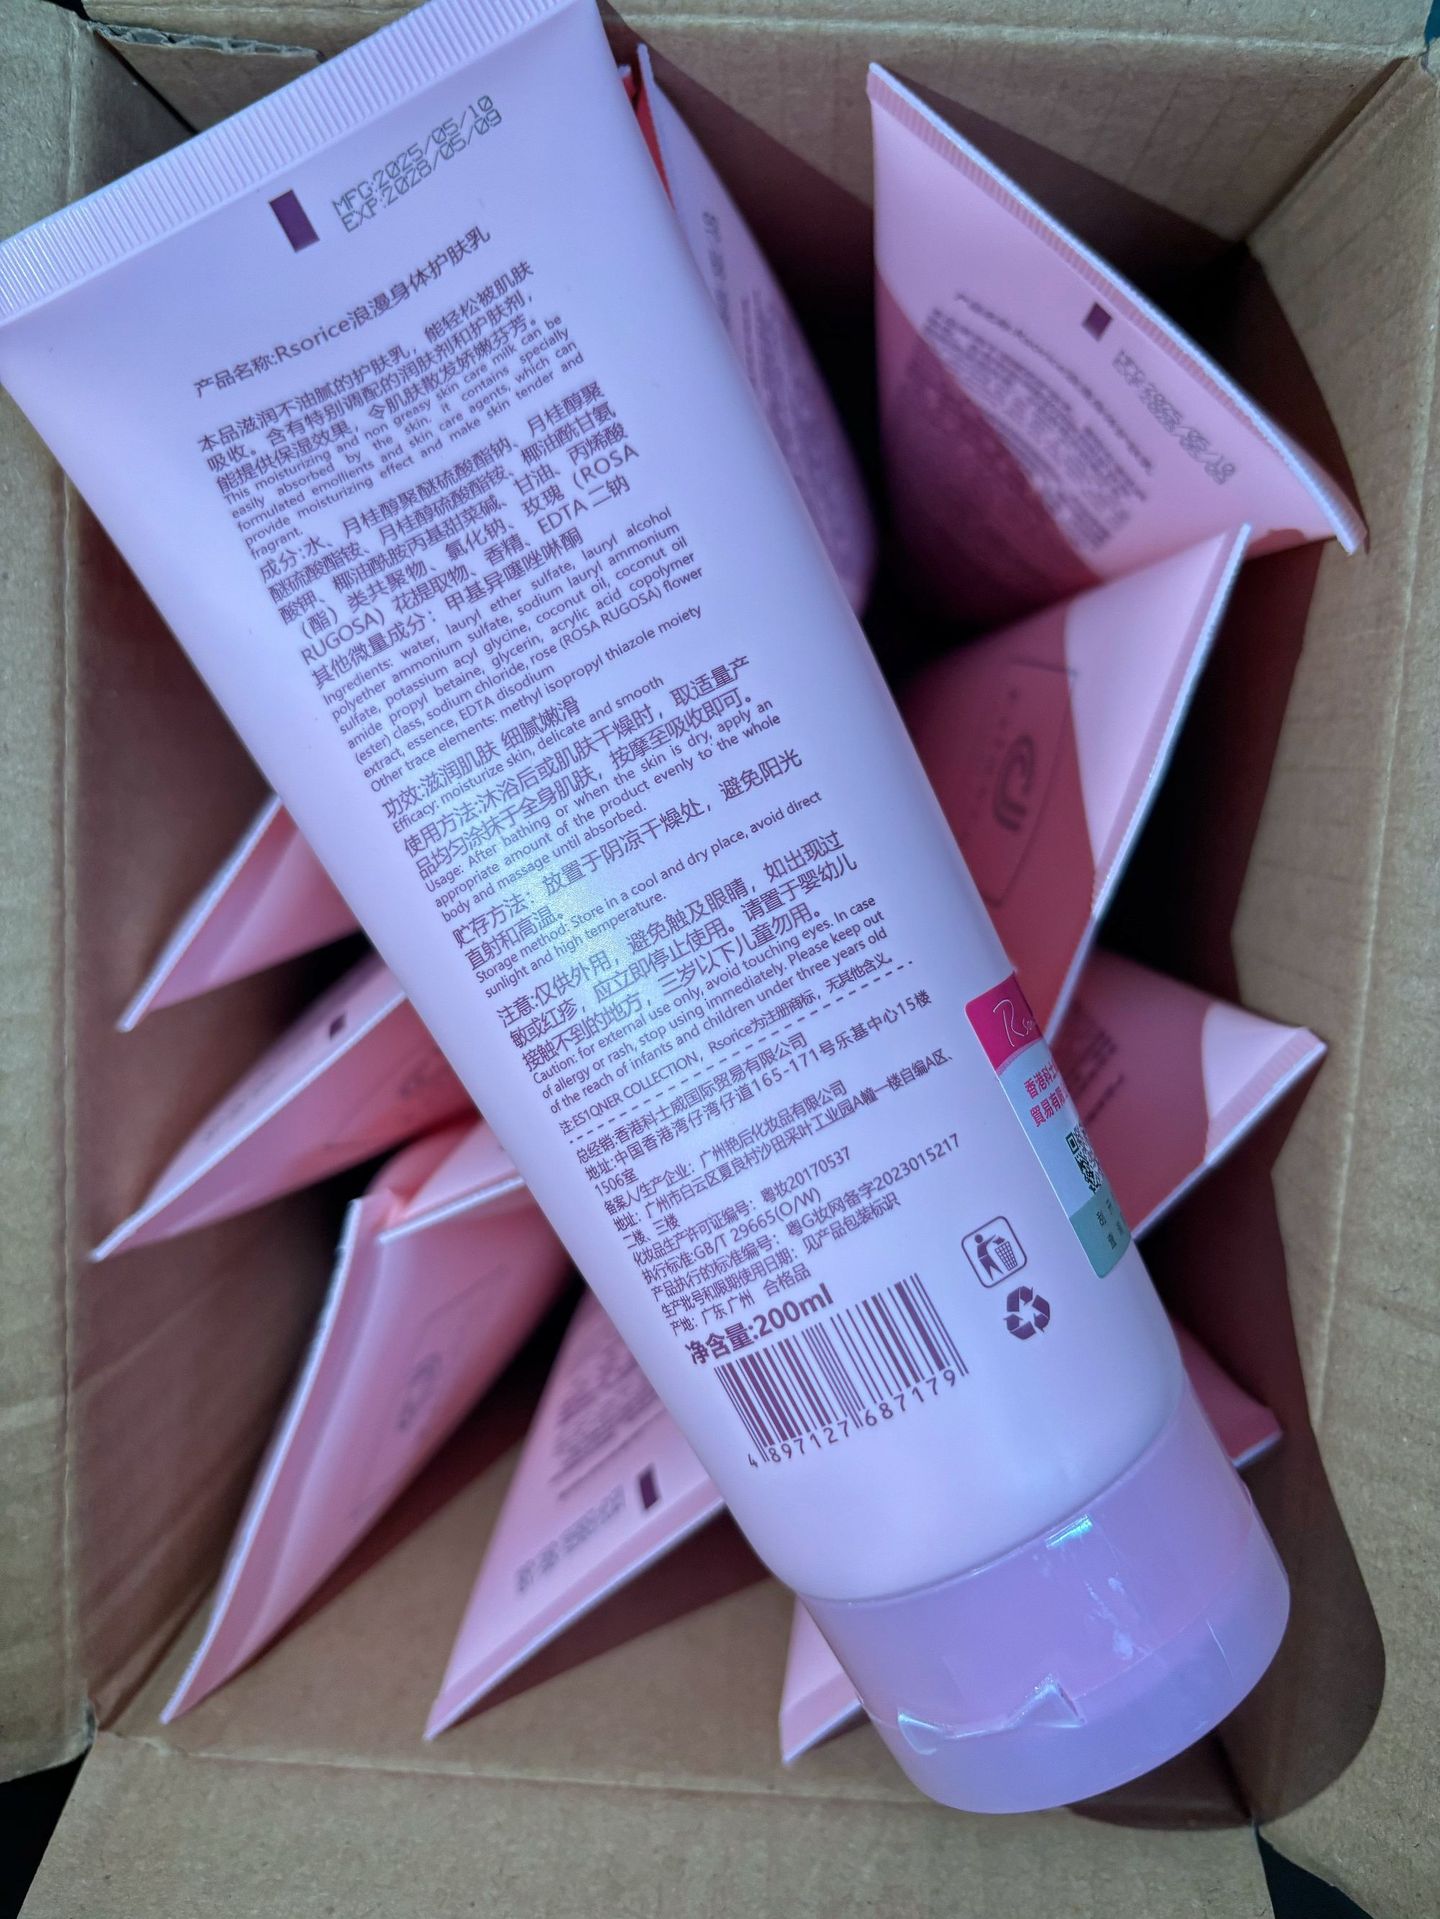 MFG:2025/05/10
EXP:2028/05/09
产品名称:Rsorice浪漫身体护肤乳
本品滋润不油腻的护肤乳，能轻松被肌肤
吸收。含有特别调配的润肤剂和护肤剂，
能提供保湿效果，令肌肤散发娇嫩芬芳。
This moisturizing and non greasy skin care milk can be
easily absorbed by the skin. it contains specially
formulated emollients and skin care agents, which can
provide moisturizing effect and make skin tender and
fragrant.
成分:水、月桂醇聚醚硫酸酯钠、月桂醇聚
醚硫酸酯铵、月桂醇硫酸酯铵、椰油酰甘氨
酸钾、椰油酰胺丙基甜菜碱、甘油、丙烯酸
（酯）类共聚物、氯化钠、玫瑰（ROSA
RUGOSA）花提取物、香精、EDTA 二钠
其他微量成分：甲基异噻唑啉酮
Ingredients: water, lauryl ether sulfate, lauryl alcohol
polyether ammonium sulfate, sodium lauryl ammonium
sulfate, potassium acyl glycine, coconut oil, coconut oil
amide propyl betaine, glycerin, acrylic acid copolymer
(ester) class, sodium chloride, rose (ROSA RUGOSA) flower
extract, essence, EDTA disodium
Other trace elements: methyl isopropyl thiazole moiety
功效:滋润肌肤 细腻嫩滑
Efficacy: moisturize skin, delicate and smooth
使用方法:沐浴后或肌肤干燥时，取适量产
品均匀涂抹于全身肌肤，按摩至吸收即可。
Usage: After bathing or when the skin is dry, apply an
appropriate amount of the product evenly to the whole
body and massage until absorbed.
贮存方法：放置于阴凉干燥处，避免阳光
直射和高温。
Storage method: Store in a cool and dry place, avoid direct
sunlight and high temperature.
注意:仅供外用，避免触及眼睛，如出现过
敏或红疹，应立即停止使用。请置于婴幼儿
接触不到的地方，三岁以下儿童勿用。
Caution: for external use only, avoid touching eyes. In case
of allergy or rash, stop using immediately. Please keep out
of the reach of infants and children under three years old
注:ES1QNER COLLECTION，Rsorice为注册商标，无其他含义。
总经销:香港科士威国际贸易有限公司
地址:中国香港湾仔湾仔道165-171号乐基中心15楼
1506室
备案人/生产企业：广州艳后化妆品有限公司
地址：广州市白云区夏良村沙田采叶工业园A幢一楼自编A区、
二楼、三楼
化妆品生产许可证编号：粤妆20170537
执行标准:GB/T 29665(O/W)
产品执行的标准编号：粤G妆网备字2023015217
生产批号和限期使用日期：见产品包装标识
产地：广东 广州 合格品
净含量:200ml
4 897127 687179
香港科士
貿易有限